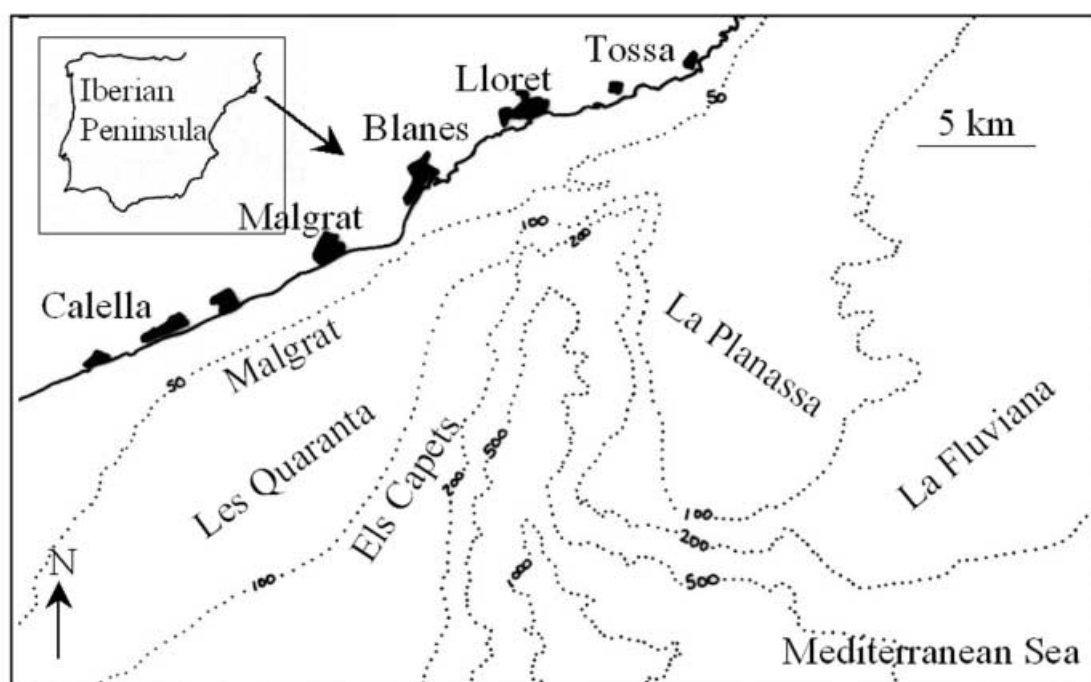 Iberian
Peninsula
Tossa
Lloret
Blanes
Malgrat
Calella
5 km
50
100
200
Malgrat
50
La Planassa
Les Quaranta
Els Capets
500
200
La Fluviana
100
200
500
1000
100
N
Mediterranean Sea